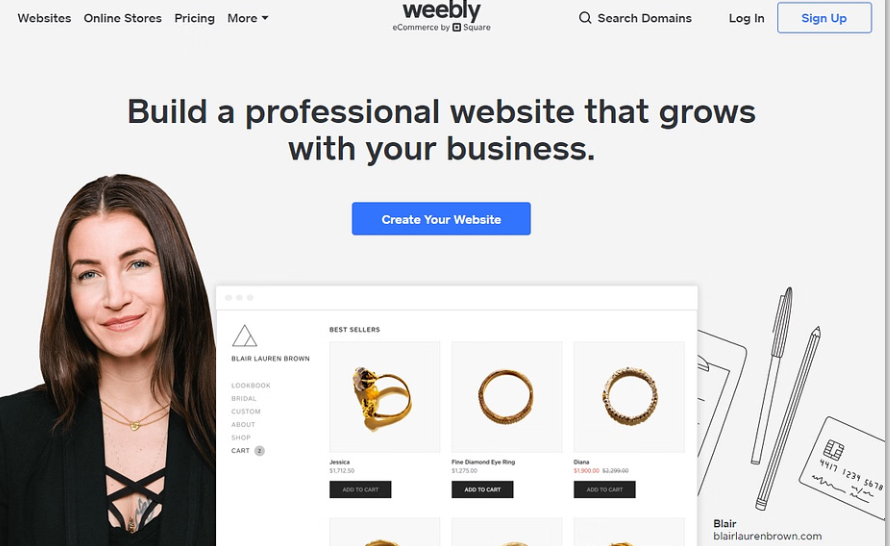 Websites Online Stores Pricing More
weebly
eCommerce by Square
Search Domains
Log In
Sign Up
Build a professional website that grows
with your business.
Create Your Website
BLAIR LAUREN BROWN
LOOKBOOK
BRIDAL
CUSTOM
ABOUT
SHOP
CART 2
BEST SELLERS
Jessica
$1,712.50
ADD TO CART
Fine Diamond Eye Ring
$1,275.00
ADD TO CART
Diana
$1,900.00 $2,299.00
ADD TO CART
4417 1234 5678
Blair
blairlaurenbrown.com